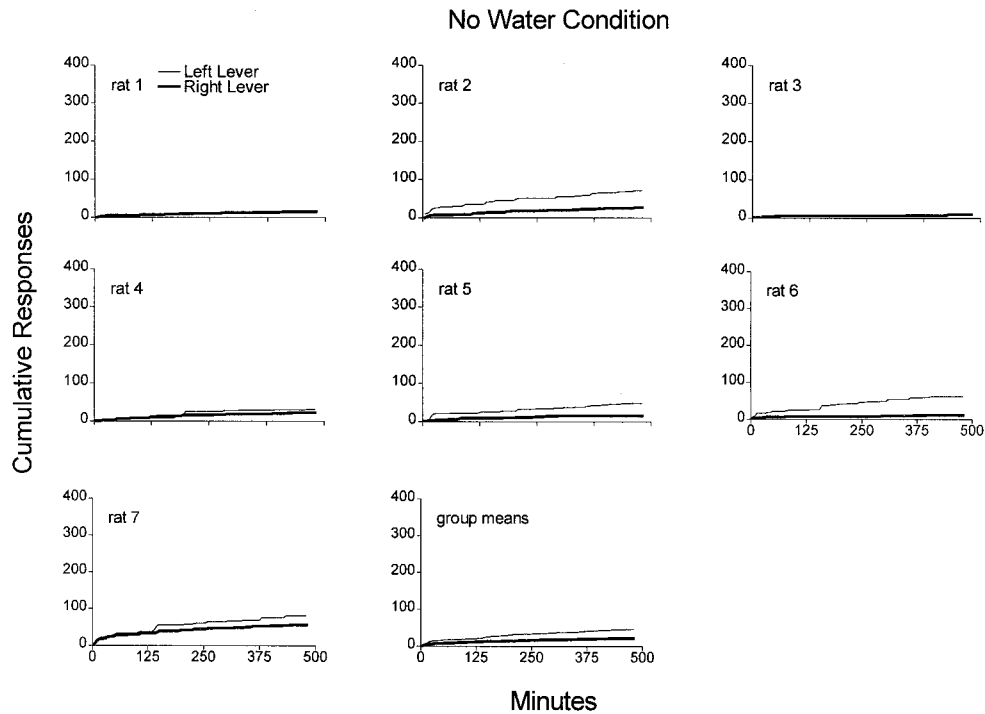 No Water Condition
400
300
200
100
0
rat 1
Left Lever
Right Lever
400
300
200
100
0
rat 2
400
300
200
100
0
rat 3
Cumulative Responses
400
300
200
100
0
rat 4
400
300
200
100
0
rat 5
400
300
200
100
0
rat 6
0 125 250 375 500
400
300
200
100
0
rat 7
0 125 250 375 500
400
300
200
100
0
group means
0 125 250 375 500
Minutes